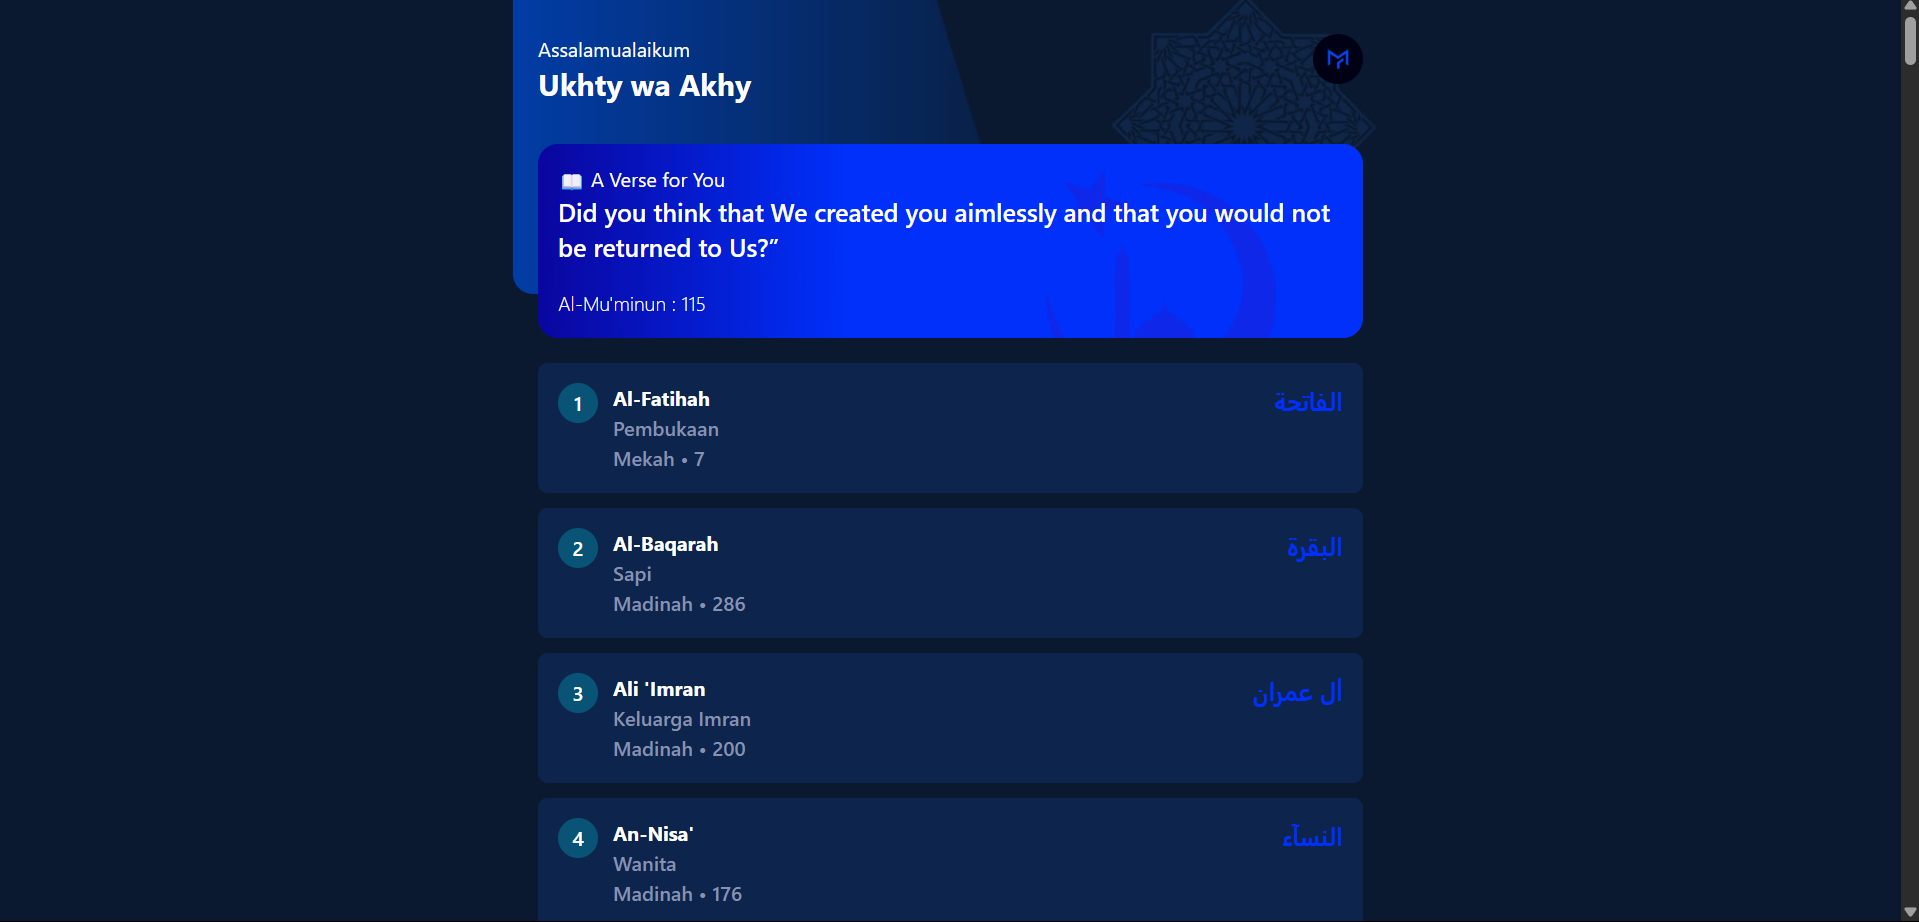 Assalamualaikum
Ukhty wa Akhy
📖 A Verse for You
Did you think that We created you aimlessly and that you would not
be returned to Us?”
Al-Mu'minun : 115
1
Al-Fatihah
الفاتحة
Pembukaan
Mekah • 7
2
Al-Baqarah
البقرة
Sapi
Madinah • 286
3
Ali 'Imran
اٰل عمران
Keluarga Imran
Madinah • 200
4
An-Nisa'
النساۤء
Wanita
Madinah • 176